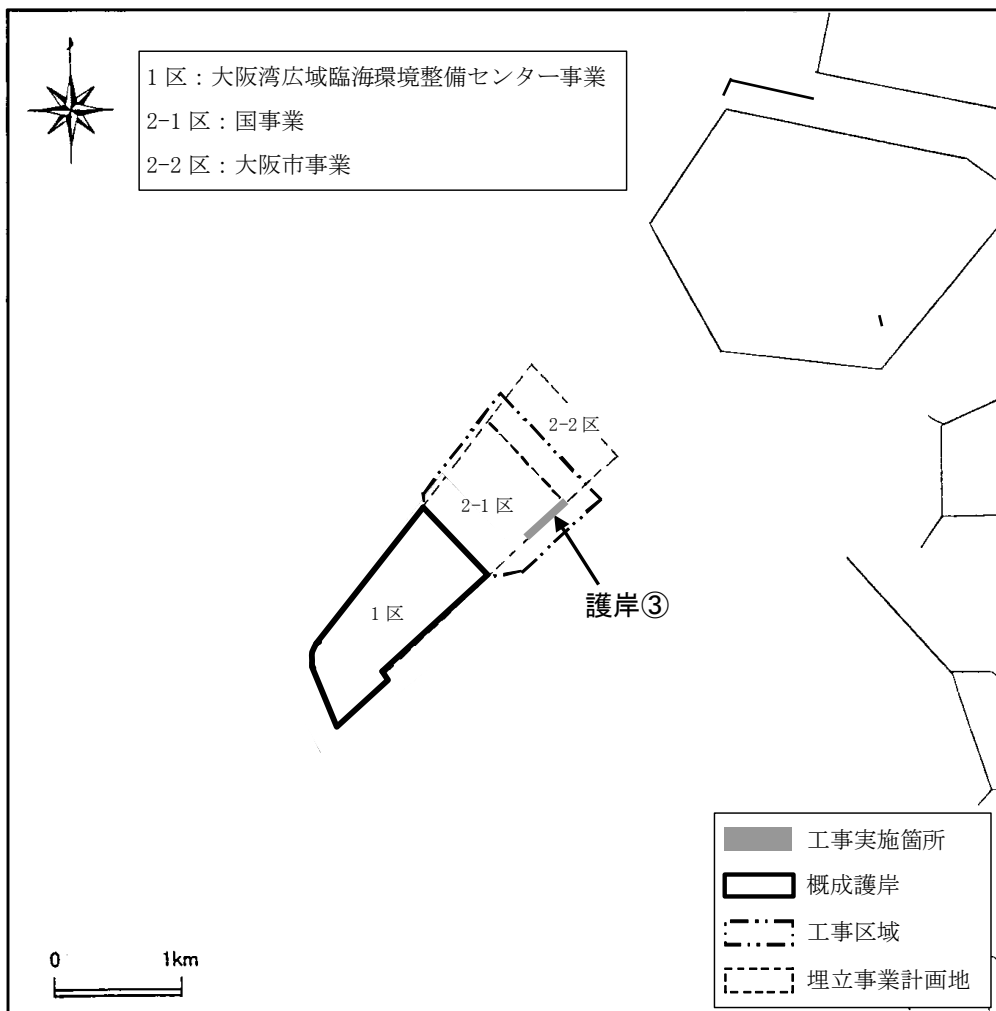 1区：大阪湾広域臨海環境整備センター事業
2-1区：国事業
2-2区：大阪市事業
2-2区
2-1区
護岸③
1区
工事実施箇所
概成護岸
工事区域
埋立事業計画地
0 1km